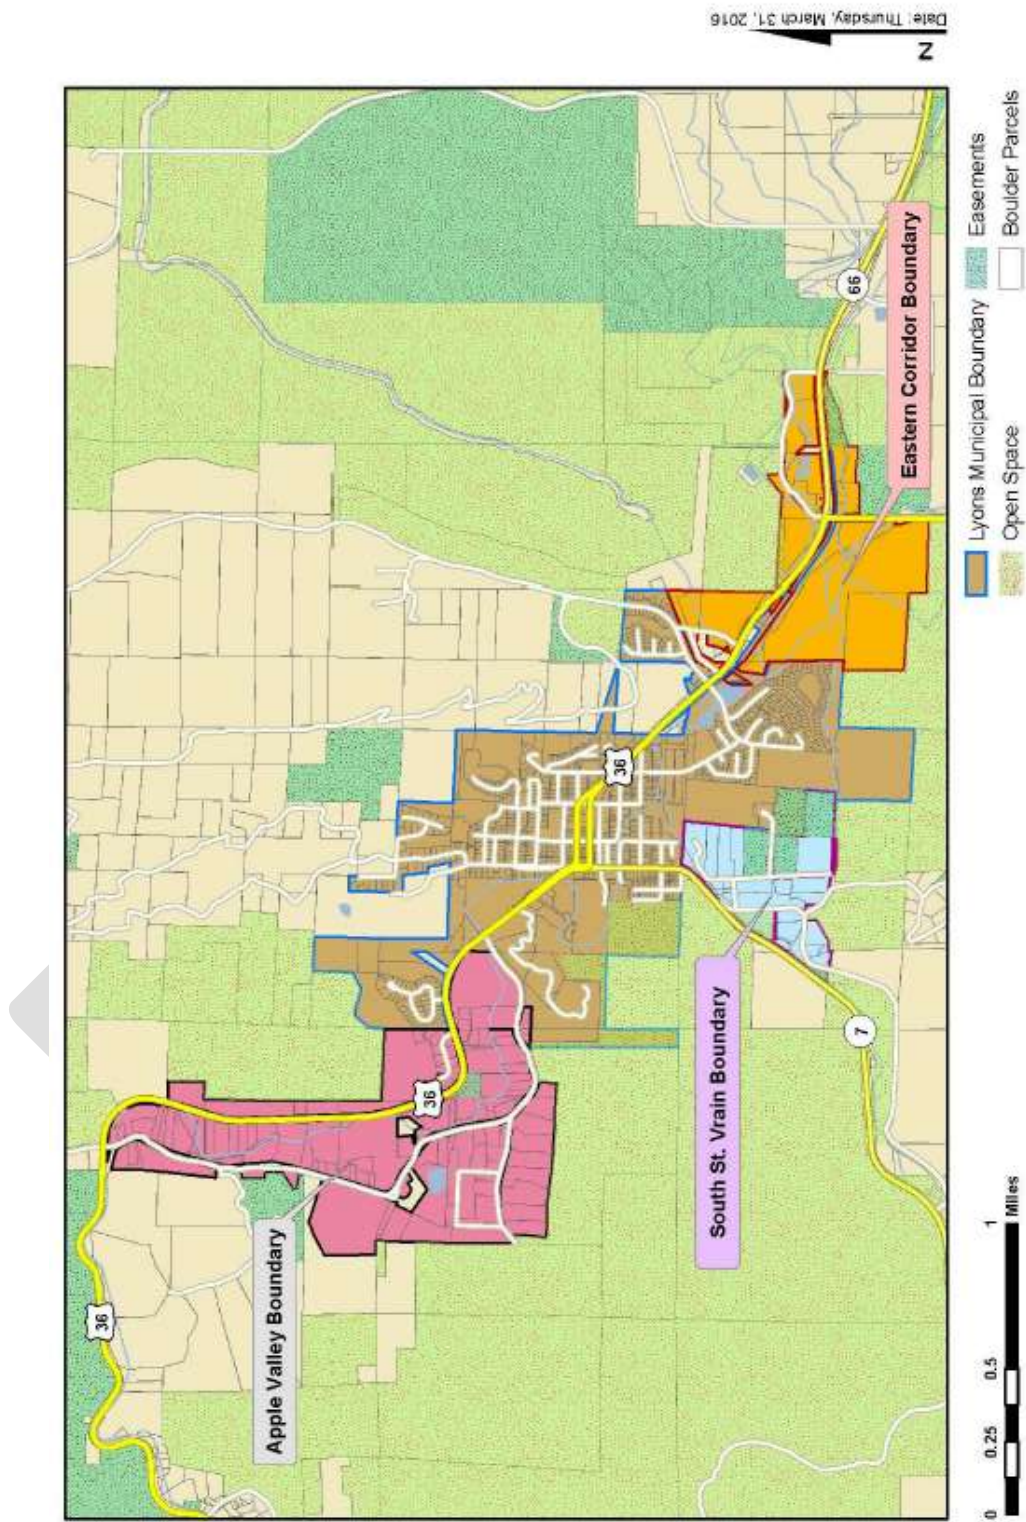 Date: Thursday, March 31, 2016
N
36
36
36
66
7
Apple Valley Boundary
South St. Vrain Boundary
Eastern Corridor Boundary
Lyons Municipal Boundary
Easements
Open Space
Boulder Parcels
0
0.25
0.5
1
Miles